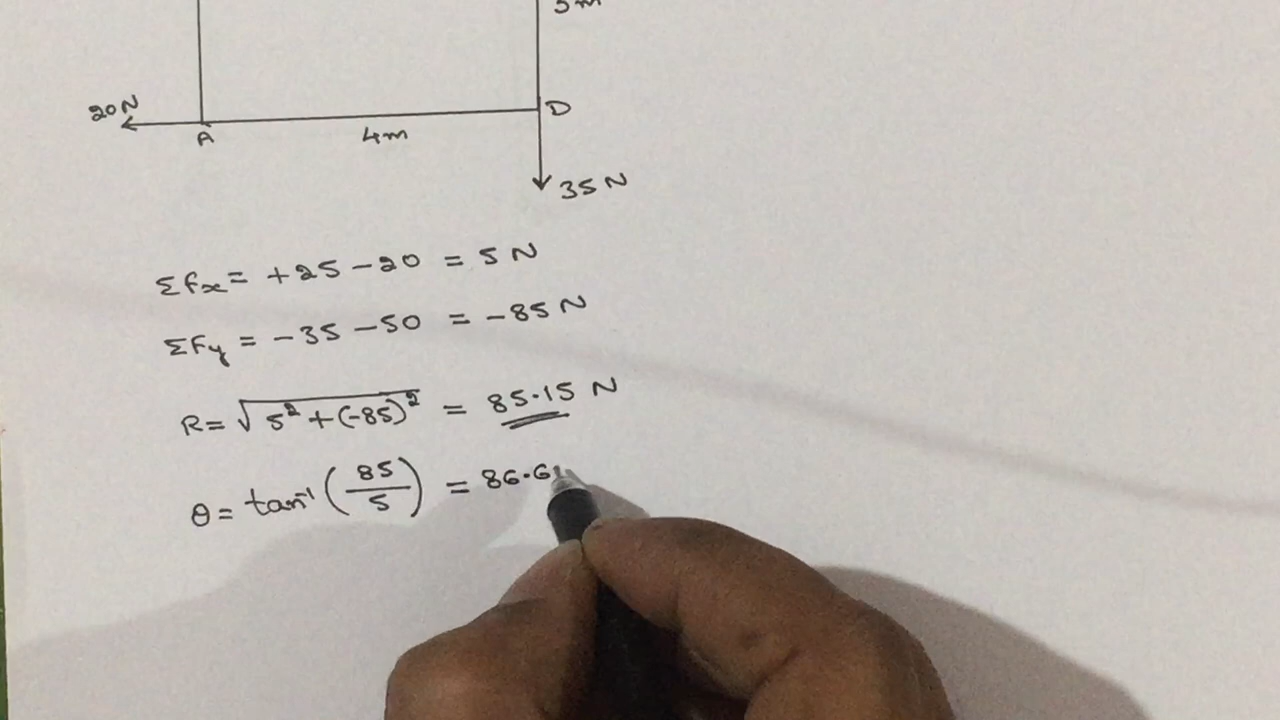 3m
20N
A
4m
D
35N
Σfx = +25 - 20 = 5 N
ΣFy = -35 - 50 = -85 N
R = √5² + (-85)² = 85.15 N
θ = tan⁻¹ (85/5) = 86.6